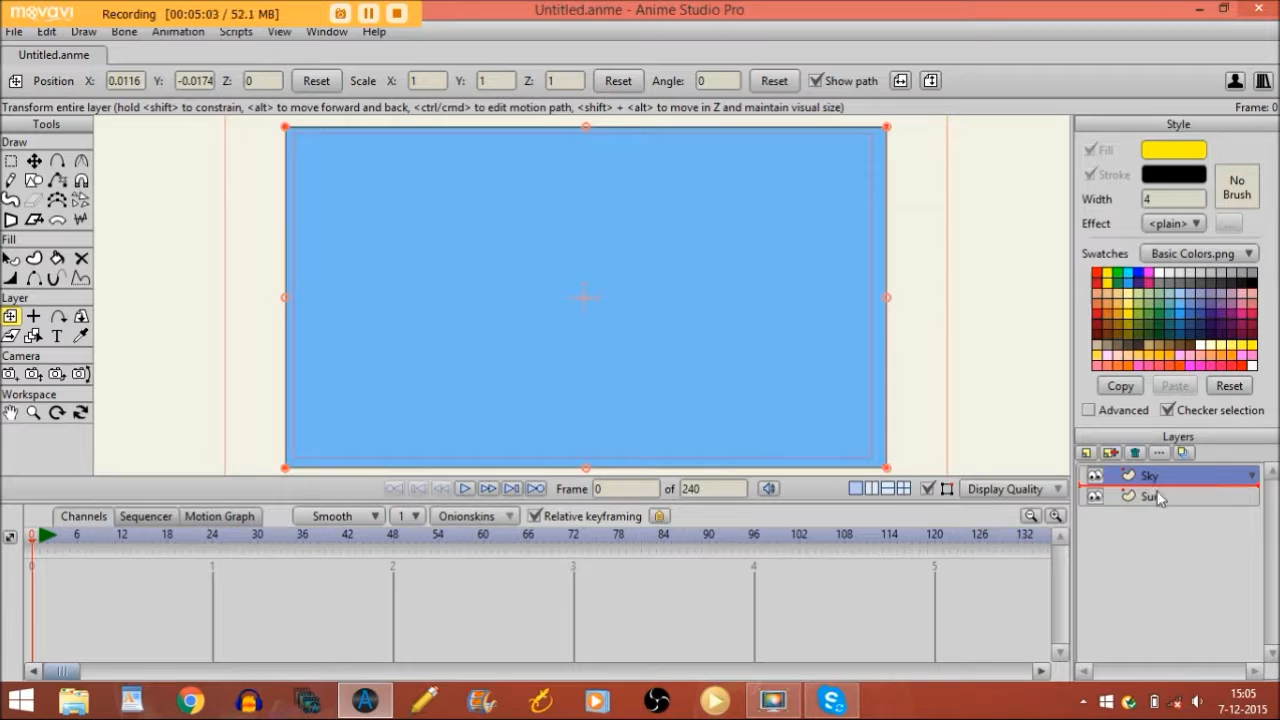 movavi Recording [00:05:03 / 52.1 MB] Untitled.anme - Anime Studio Pro
File Edit Draw Bone Animation Scripts View Window Help
Untitled.anme
Position X: 0.0116 Y: -0.0174 Z: 0 Reset Scale X: 1 Y: 1 Z: 1 Reset Angle: 0 Reset Show path
Transform entire layer (hold <shift> to constrain, <alt> to move forward and back, <ctrl/cmd> to edit motion path, <shift> + <alt> to move in Z and maintain visual size) Frame: 0
Tools
Draw
Fill
Layer
T
Camera
Workspace
Style
Fill
Stroke
No
Brush
Width 4
Effect <plain>
Swatches Basic Colors.png
Copy Paste Reset
Advanced Checker selection
Layers
Sky
Frame 0 of 240 Display Quality
Channels Sequencer Motion Graph Smooth 1 Onionskins Relative keyframing
0 6 12 18 24 30 36 42 48 54 60 66 72 78 84 90 96 102 108 114 120 126 132
0 1 2 3 4 5
15:05
7-12-2015